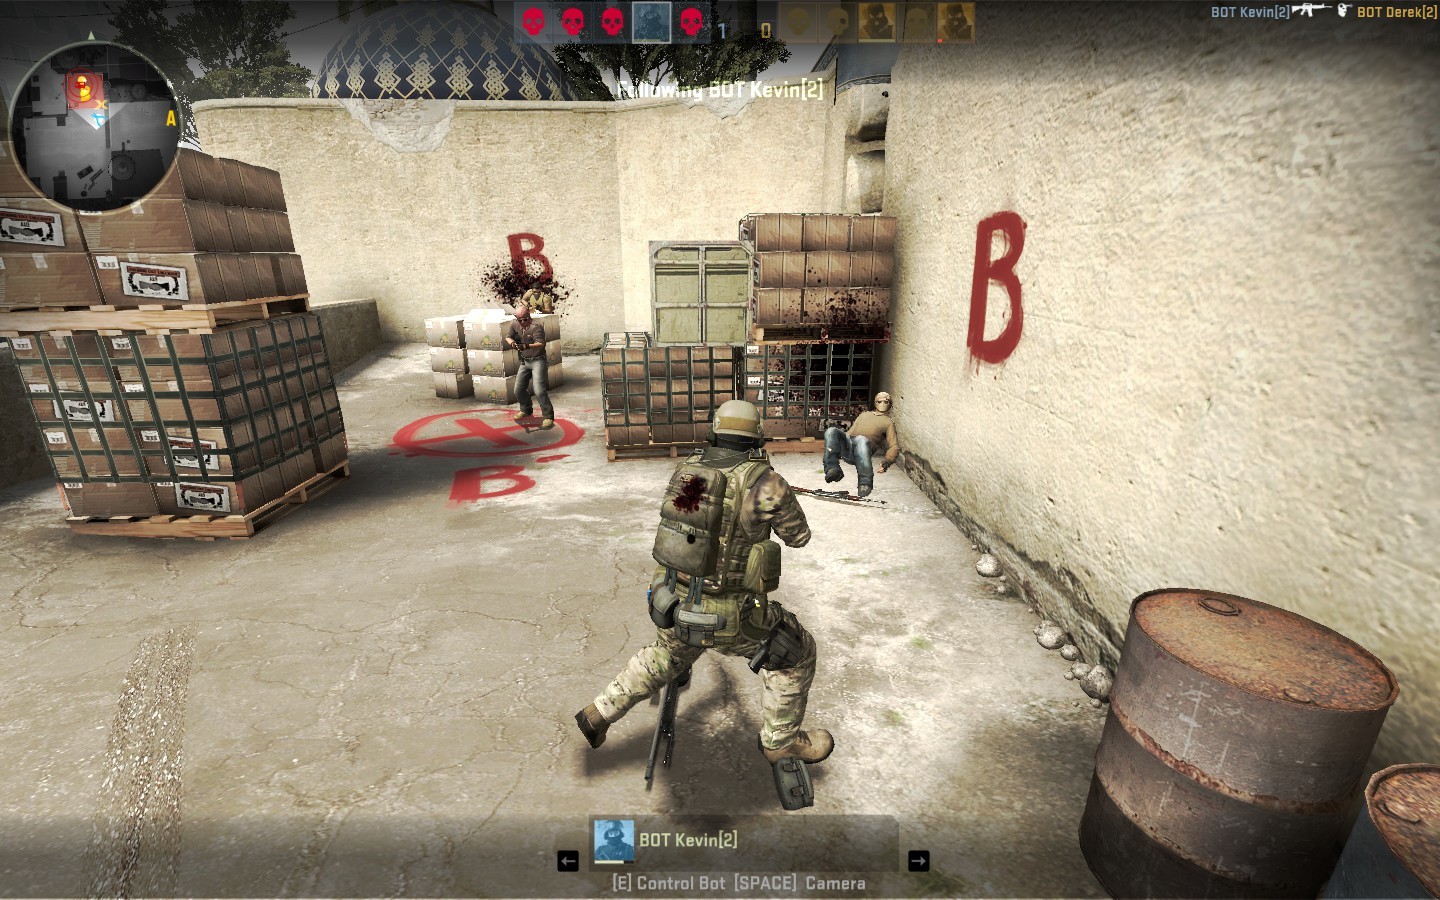 BOT Kevin[2] BOT Derek[2]
1 0
Following BOT Kevin[2]
A
B
B
B
BOT Kevin[2]
[E] Control Bot [SPACE] Camera